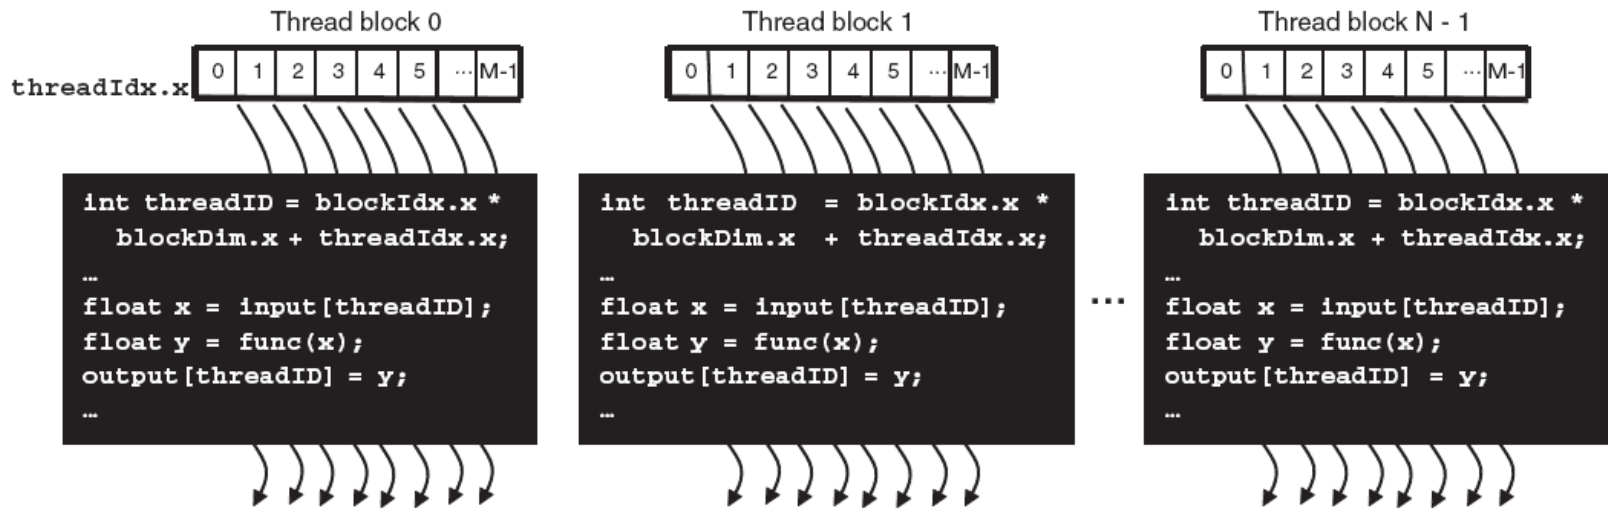 Thread block 0
threadIdx.x 0 1 2 3 4 5 ... M-1
int threadID = blockIdx.x *
blockDim.x + threadIdx.x;
…
float x = input[threadID];
float y = func(x);
output[threadID] = y;
…
Thread block 1
0 1 2 3 4 5 ... M-1
int threadID = blockIdx.x *
blockDim.x + threadIdx.x;
…
float x = input[threadID];
float y = func(x);
output[threadID] = y;
…
...
Thread block N - 1
0 1 2 3 4 5 ... M-1
int threadID = blockIdx.x *
blockDim.x + threadIdx.x;
…
float x = input[threadID];
float y = func(x);
output[threadID] = y;
…